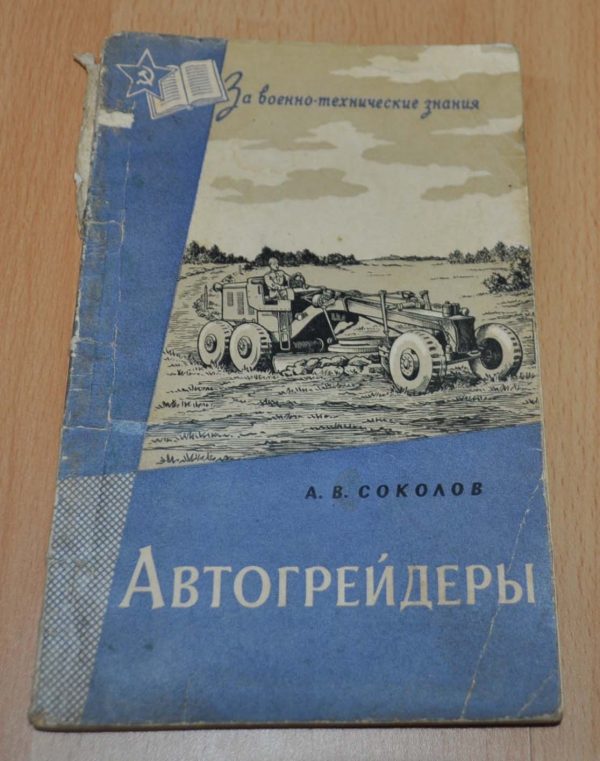 За военно-технические знания
А. В. СОКОЛОВ
АВТОГРЕЙДЕРЫ